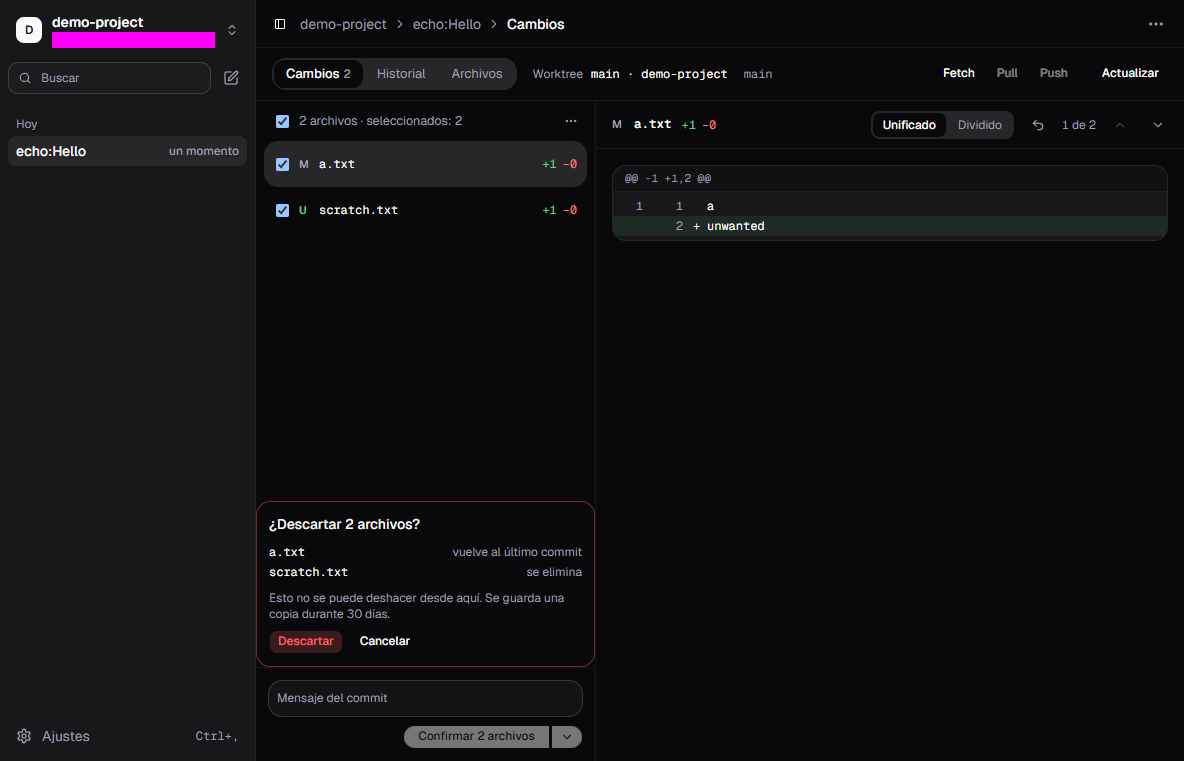 D
demo-project
Buscar
Hoy
echo:Hello un momento
Ajustes Ctrl+,
demo-project > echo:Hello > Cambios
Cambios 2 Historial Archivos Worktree main · demo-project main
Fetch Pull Push Actualizar
2 archivos · seleccionados: 2
M a.txt +1 −0
U scratch.txt +1 −0
¿Descartar 2 archivos?
a.txt vuelve al último commit
scratch.txt se elimina
Esto no se puede deshacer desde aquí. Se guarda una
copia durante 30 días.
Descartar Cancelar
Mensaje del commit
Confirmar 2 archivos
M a.txt +1 −0 Unificado Dividido 1 de 2
@@ -1 +1,2 @@
1 1 a
2 + unwanted